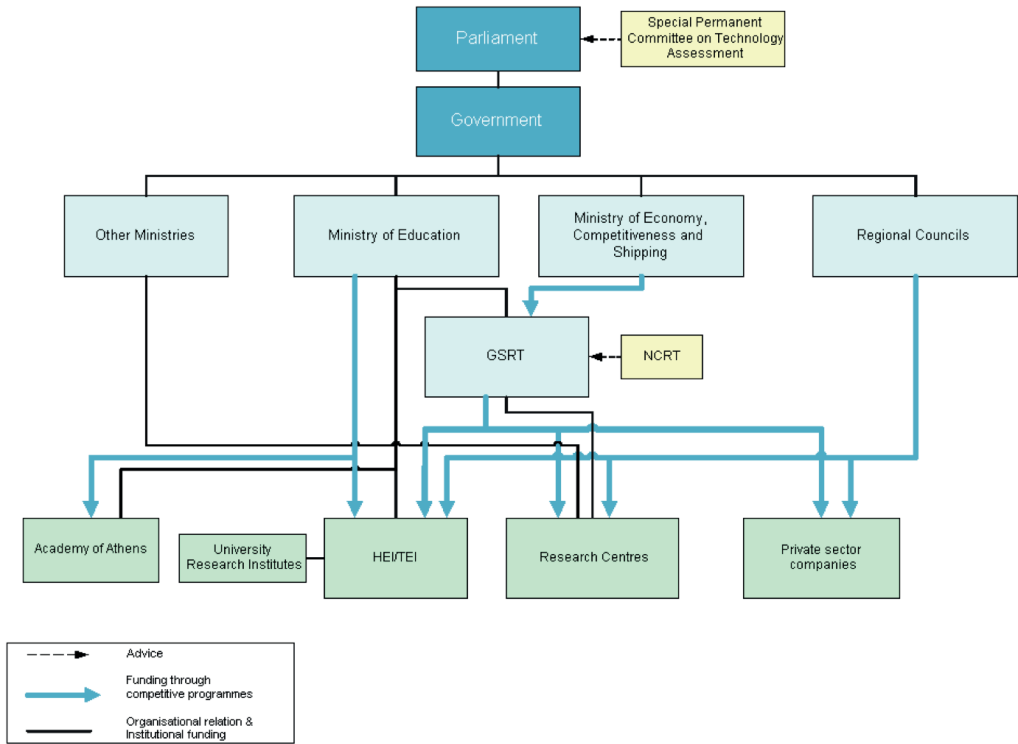 Parliament
Special Permanent
Committee on Technology
Assessment
Government
Other Ministries
Ministry of Education
Ministry of Economy,
Competitiveness and
Shipping
Regional Councils
GSRT
NCRT
Academy of Athens
University
Research Institutes
HEI/TEI
Research Centres
Private sector
companies
Advice
Funding through
competitive programmes
Organisational relation &
Institutional funding